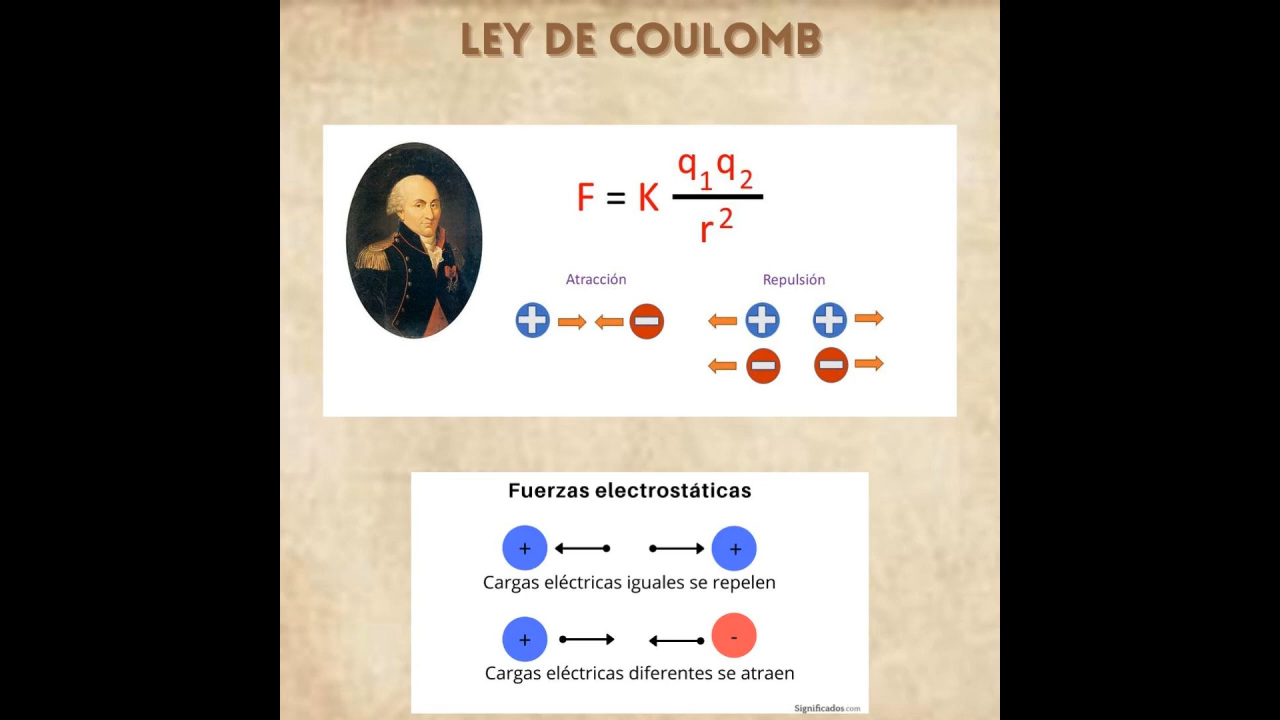 LEY DE COULOMB
F = K q₁q₂ / r²
Atracción Repulsión
+ − + +
− −
Fuerzas electrostáticas
+ +
Cargas eléctricas iguales se repelen
+ -
Cargas eléctricas diferentes se atraen
Significados.com